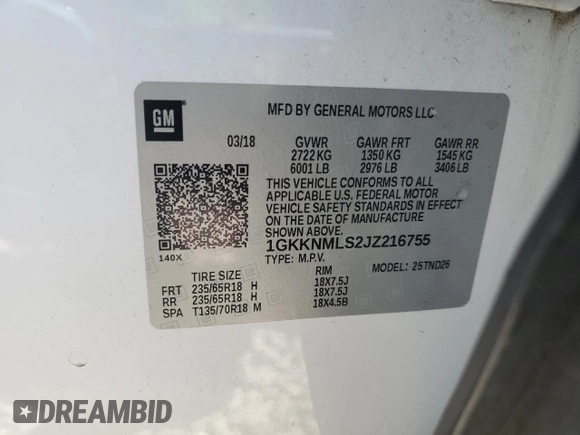 GM
MFD BY GENERAL MOTORS LLC
03/18 GVWR GAWR FRT GAWR RR
2722 KG 1350 KG 1545 KG
6001 LB 2976 LB 3406 LB
THIS VEHICLE CONFORMS TO ALL
APPLICABLE U.S. FEDERAL MOTOR
VEHICLE SAFETY STANDARDS IN EFFECT
ON THE DATE OF MANUFACTURE
SHOWN ABOVE.
1GKKNMLS2JZ216755
140X TYPE: M.P.V. MODEL: 25TND26
TIRE SIZE RIM
FRT 235/65R18 H 18X7.5J
RR 235/65R18 H 18X7.5J
SPA T135/70R18 M 18X4.5B
DREAMBID